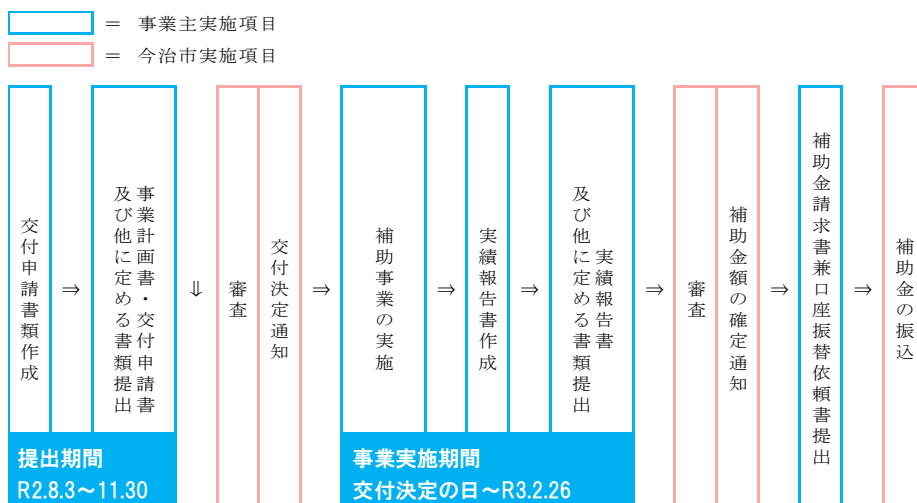 ＝ 事業主実施項目
＝ 今治市実施項目
交付申請書類作成
⇒
事業計画書・交付申請書
及び他に定める書類提出
⇓
審査
交付決定通知
⇒
補助事業の実施
⇒
実績報告書作成
⇒
実績報告書
及び他に定める書類提出
⇒
審査
補助金額の確定通知
⇒
補助金請求書兼口座振替依頼書提出
⇒
補助金の振込
提出期間
R2.8.3～11.30
事業実施期間
交付決定の日～R3.2.26